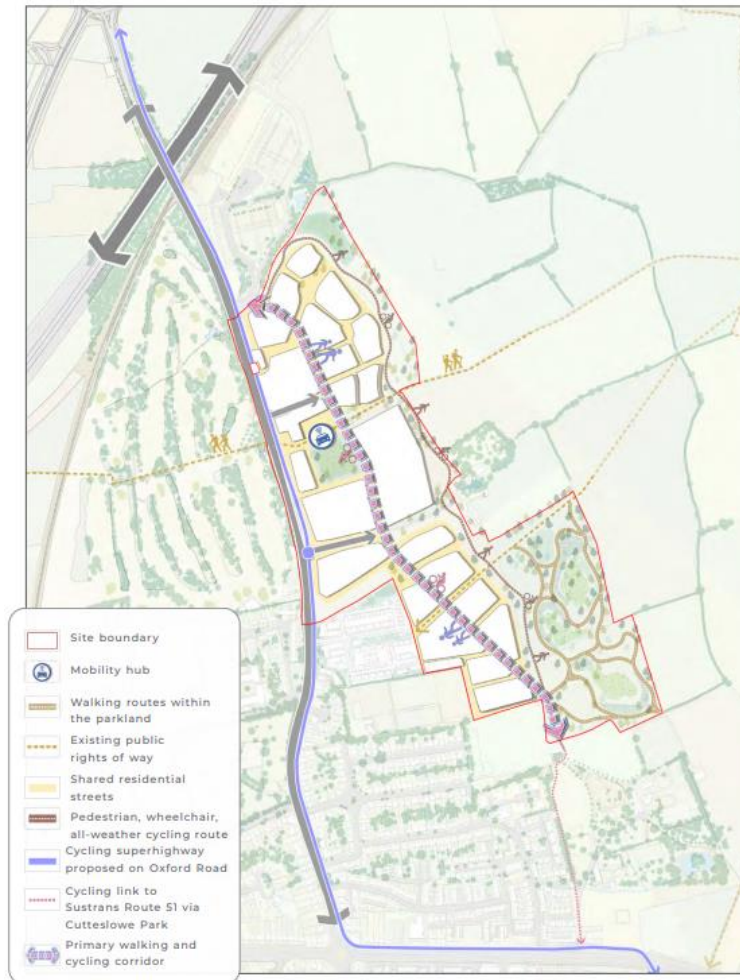 Site boundary
Mobility hub
Walking routes within
the parkland
Existing public
rights of way
Shared residential
streets
Pedestrian, wheelchair,
all-weather cycling route
Cycling superhighway
proposed on Oxford Road
Cycling link to
Sustrans Route 51 via
Cutteslowe Park
Primary walking and
cycling corridor